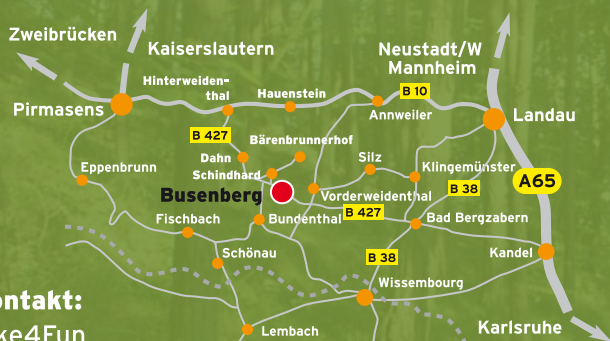 Zweibrücken
Kaiserslautern
Neustadt/W
Mannheim
Hinterweiden-
thal
Hauenstein
B 10
Pirmasens
Annweiler
Landau
B 427
Bärenbrunnerhof
Dahn
Silz
Klingemünster
Eppenbrunn
Schindhard
A65
B 38
Busenberg
Vorderweidenthal
B 427
Fischbach
Bundenthal
Bad Bergzabern
Schönau
B 38
Kandel
Wissembourg
ontakt:
Karlsruhe
ke4Fun
Lembach